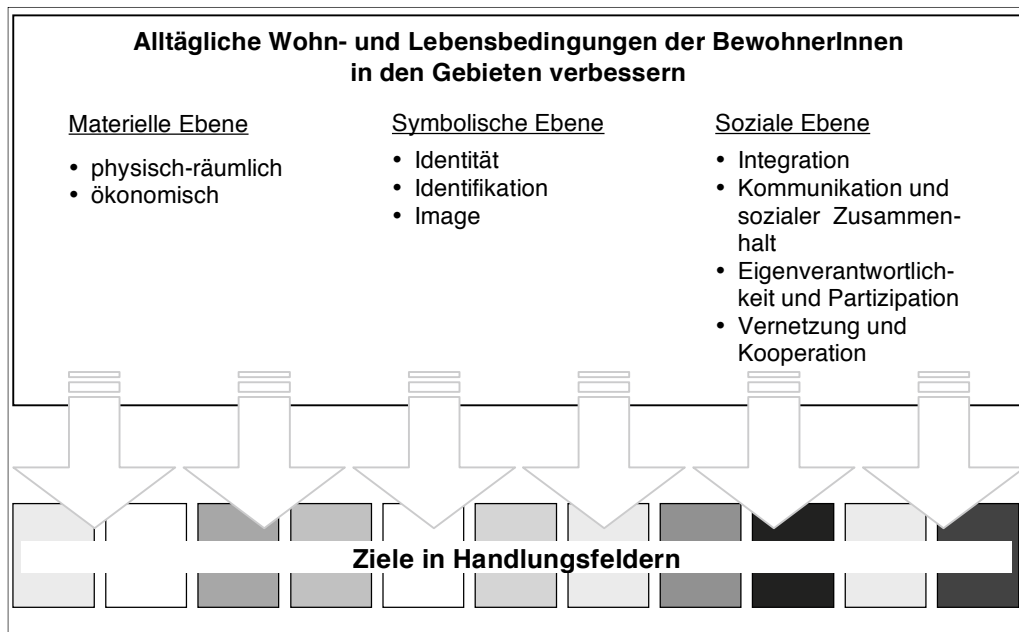 Alltägliche Wohn- und Lebensbedingungen der BewohnerInnen
in den Gebieten verbessern
Materielle Ebene
• physisch-räumlich
• ökonomisch
Symbolische Ebene
• Identität
• Identifikation
• Image
Soziale Ebene
• Integration
• Kommunikation und
sozialer Zusammen-
halt
• Eigenverantwortlich-
keit und Partizipation
• Vernetzung und
Kooperation
Ziele in Handlungsfeldern